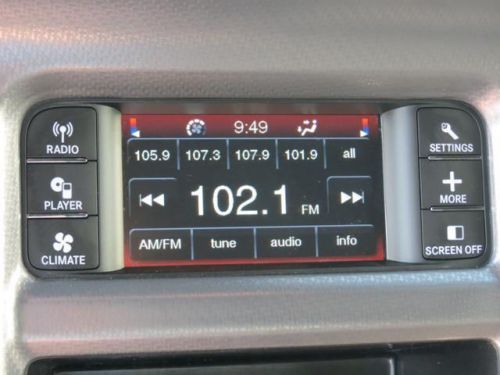 RADIO
PLAYER
CLIMATE
9:49
105.9 107.3 107.9 101.9 all
102.1 FM
AM/FM tune audio info
SETTINGS
MORE
SCREEN OFF